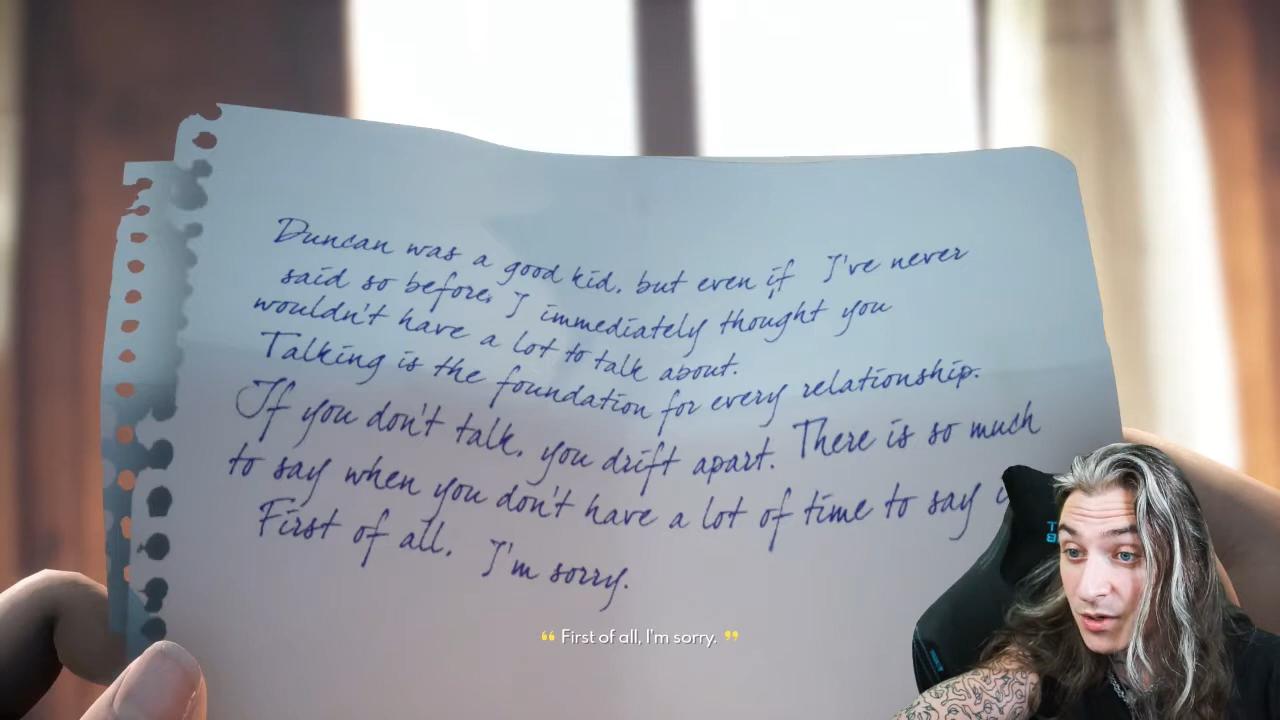 Duncan was a good kid, but even if I've never
said so before, I immediately thought you
wouldn't have a lot to talk about.
Talking is the foundation for every relationship.
If you don't talk, you drift apart. There is so much
to say when you don't have a lot of time to say
First of all, I'm sorry.
“ First of all, I'm sorry. ”